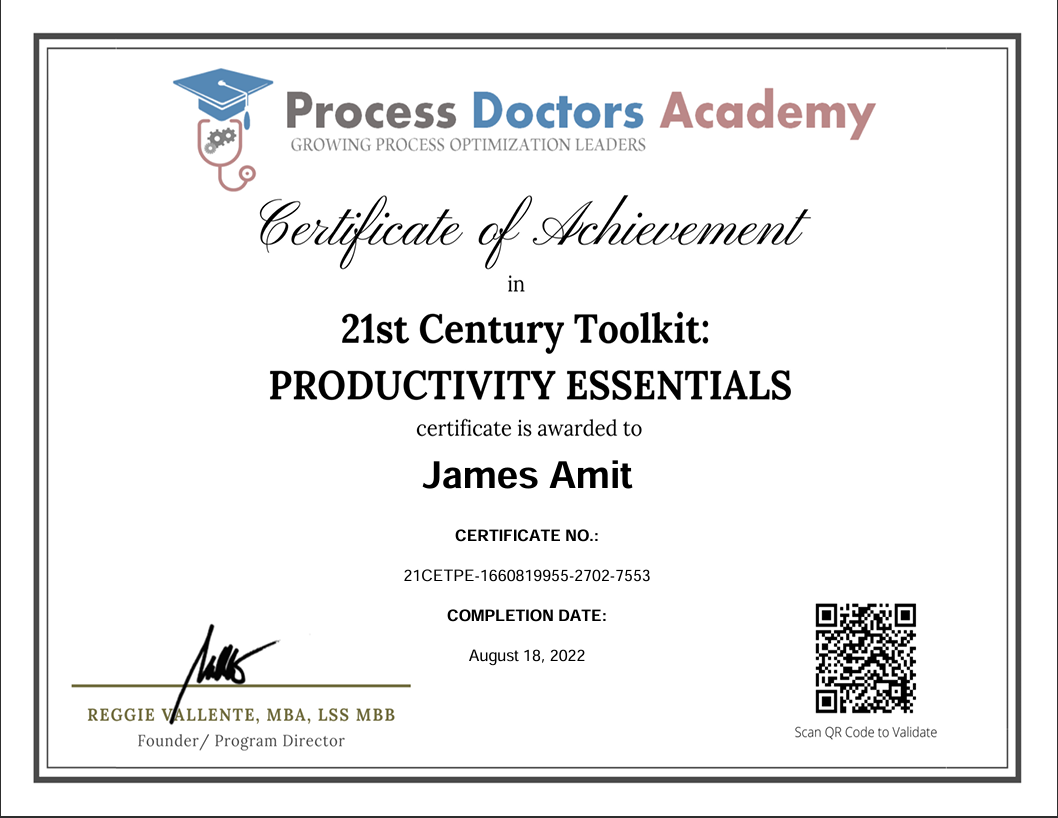 Process Doctors Academy
GROWING PROCESS OPTIMIZATION LEADERS
Certificate of Achievement
in
21st Century Toolkit:
PRODUCTIVITY ESSENTIALS
certificate is awarded to
James Amit
CERTIFICATE NO.:
21CETPE-1660819955-2702-7553
COMPLETION DATE:
August 18, 2022
REGGIE VALLENTE, MBA, LSS MBB
Founder/ Program Director
Scan QR Code to Validate